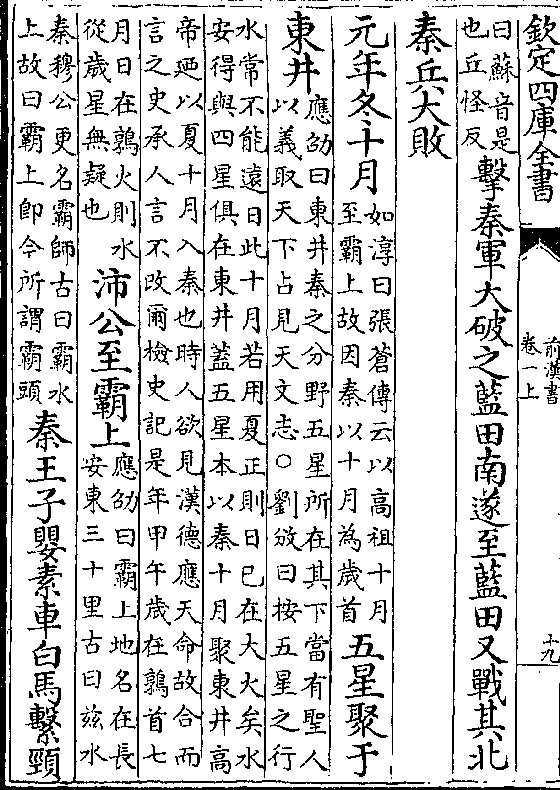 欽定四庫全書
前漢書
卷一上
十九
曰蘇音是
也丘怪反
擊秦軍大破之藍田南遂至藍田又戰其北
秦兵大敗
元年冬十月
如淳曰張蒼傳云以高祖十月
至霸上故因秦以十月為歲首
五星聚于
東井
應劭曰東井秦之分野五星所在其下當有聖人
以義取天下占見天文志○劉攽曰按五星之行
水常不能遠日此十月若用夏正則日已在大火矣水
安得與四星俱在東井蓋五星本以秦十月聚東井高
帝廼以夏十月入秦也時人欲見漢德應天命故合而
言之史承人言不改爾檢史記是年甲午歲在鶉首七
月日在鶉火則水
從歲星無疑也
沛公至霸上
應劭曰霸上地名在長
安東三十里古曰兹水
秦穆公更名霸師古曰霸水
上故曰霸上即今所謂霸頭
秦王子嬰素車白馬繫頸